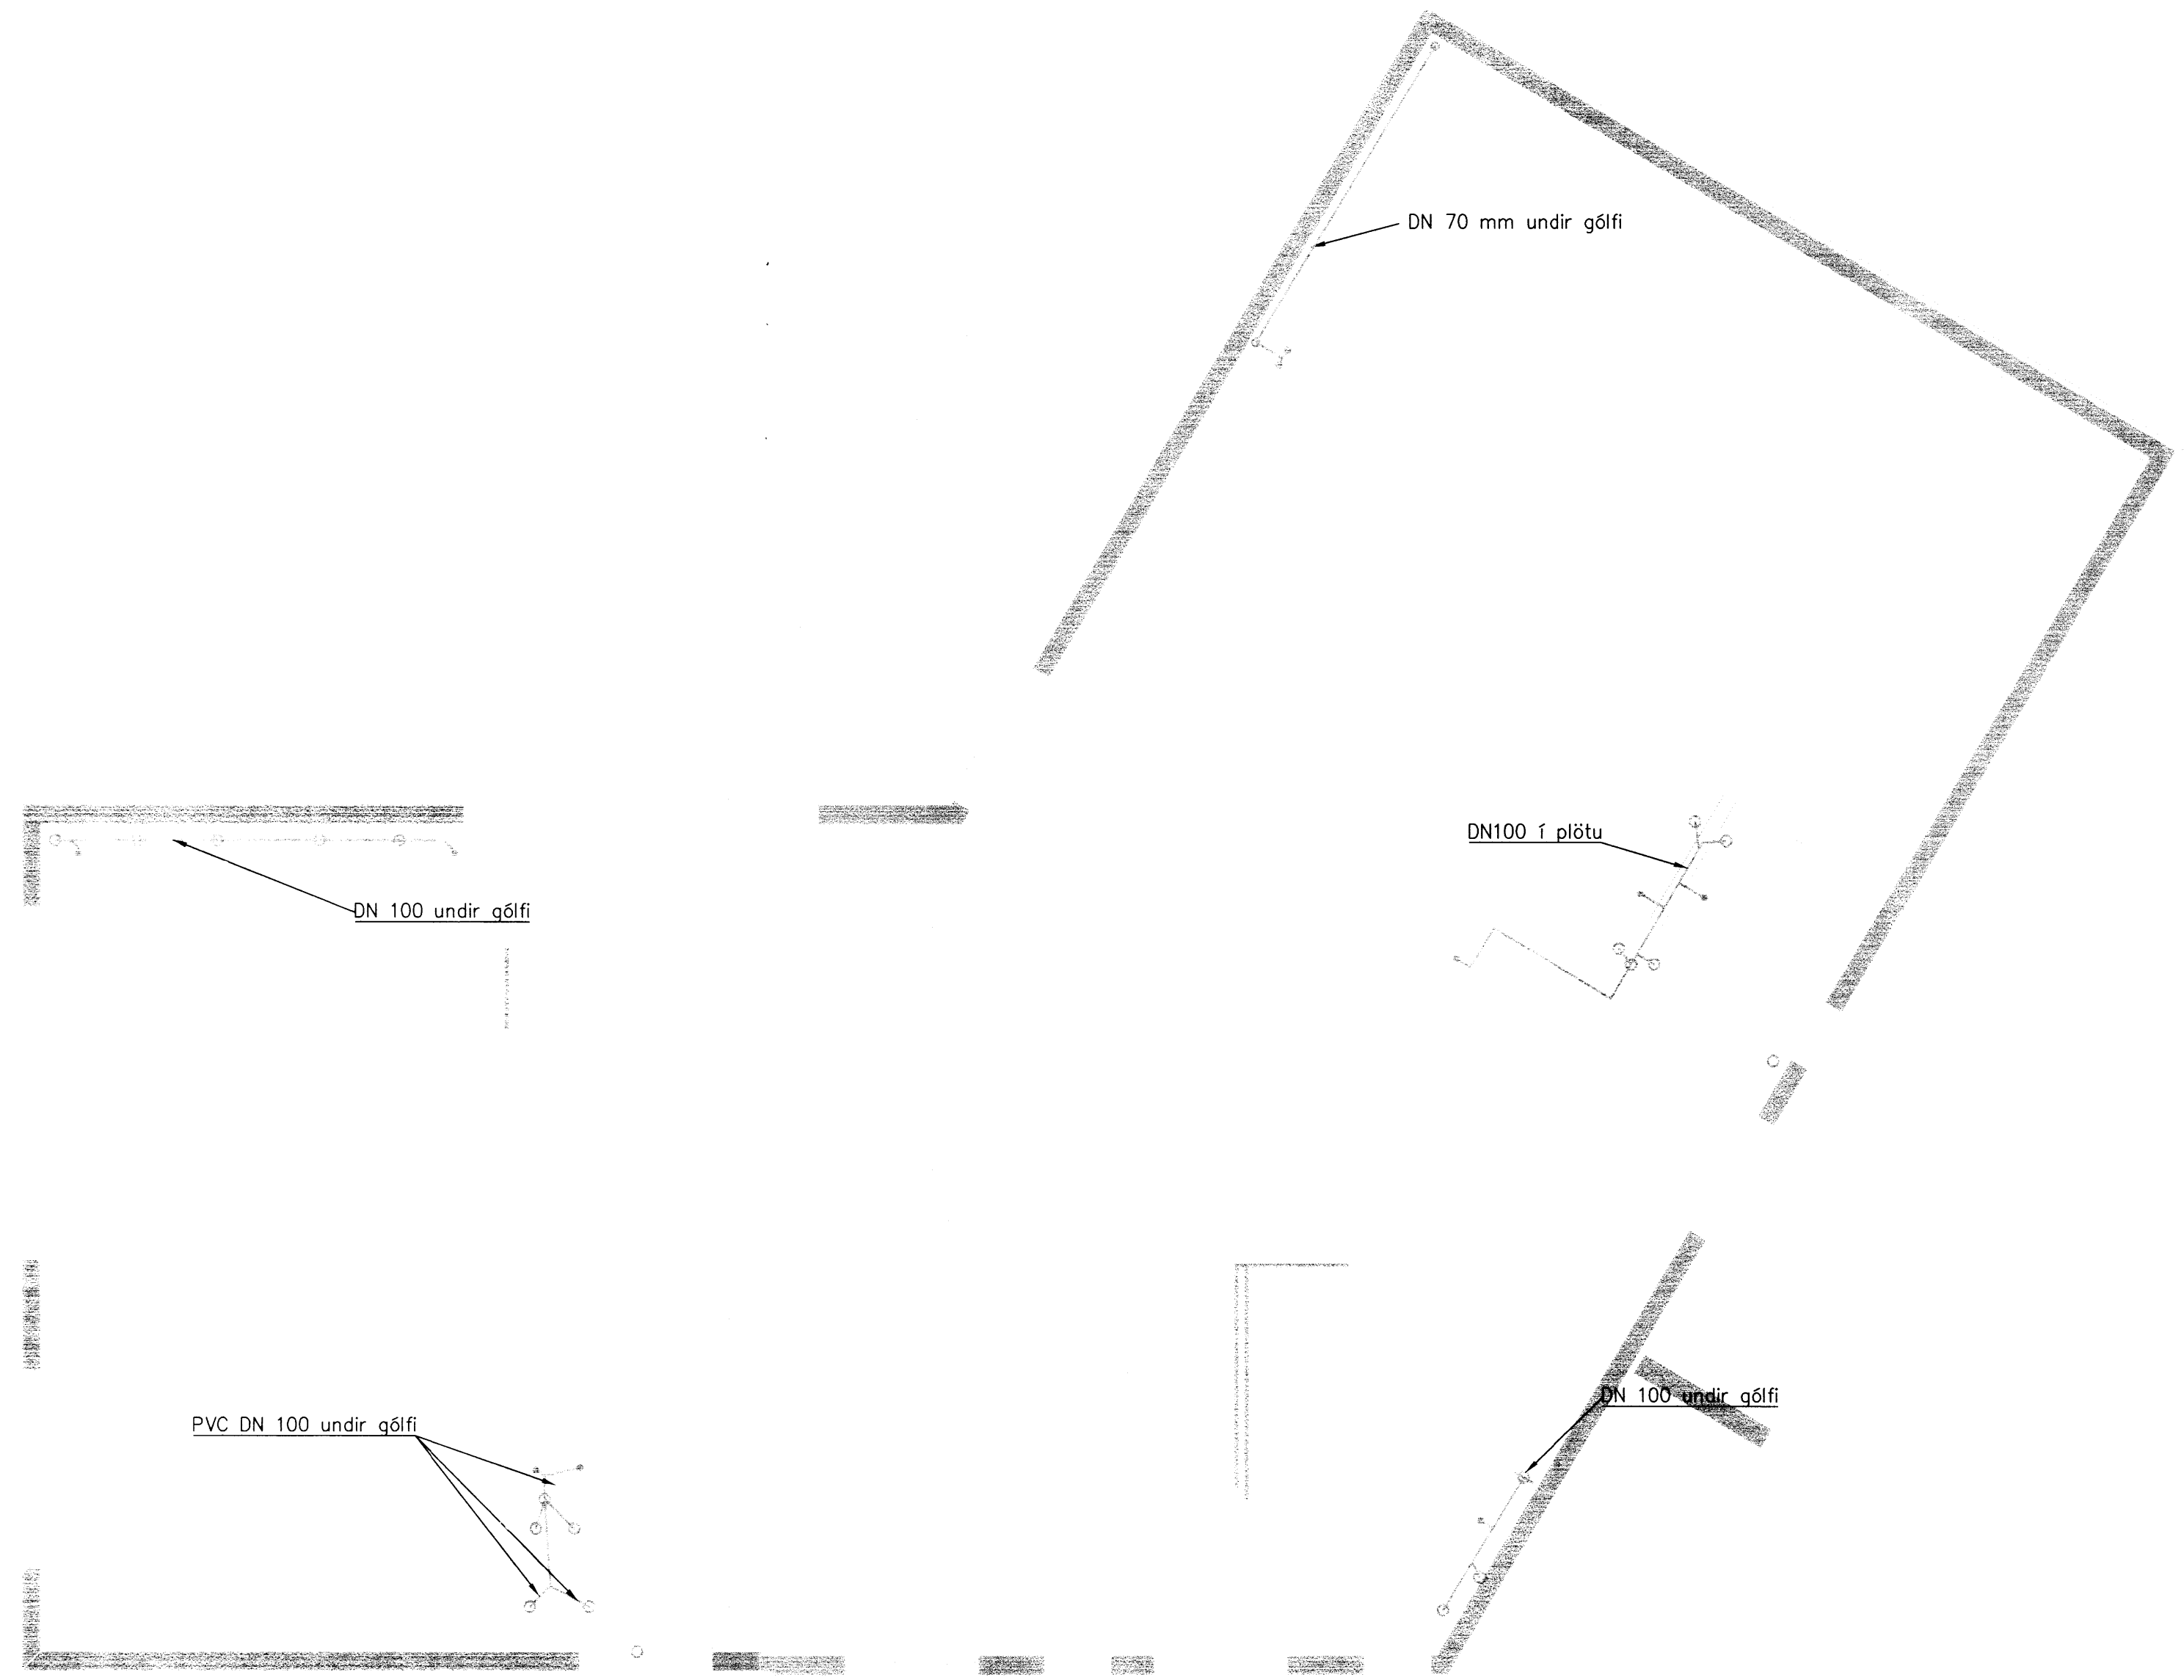 DN 70 mm undir gólfi
DN100 í plötu
DN 100 undir gólfi
DN 100 undir gólfi
PVC DN 100 undir gólfi